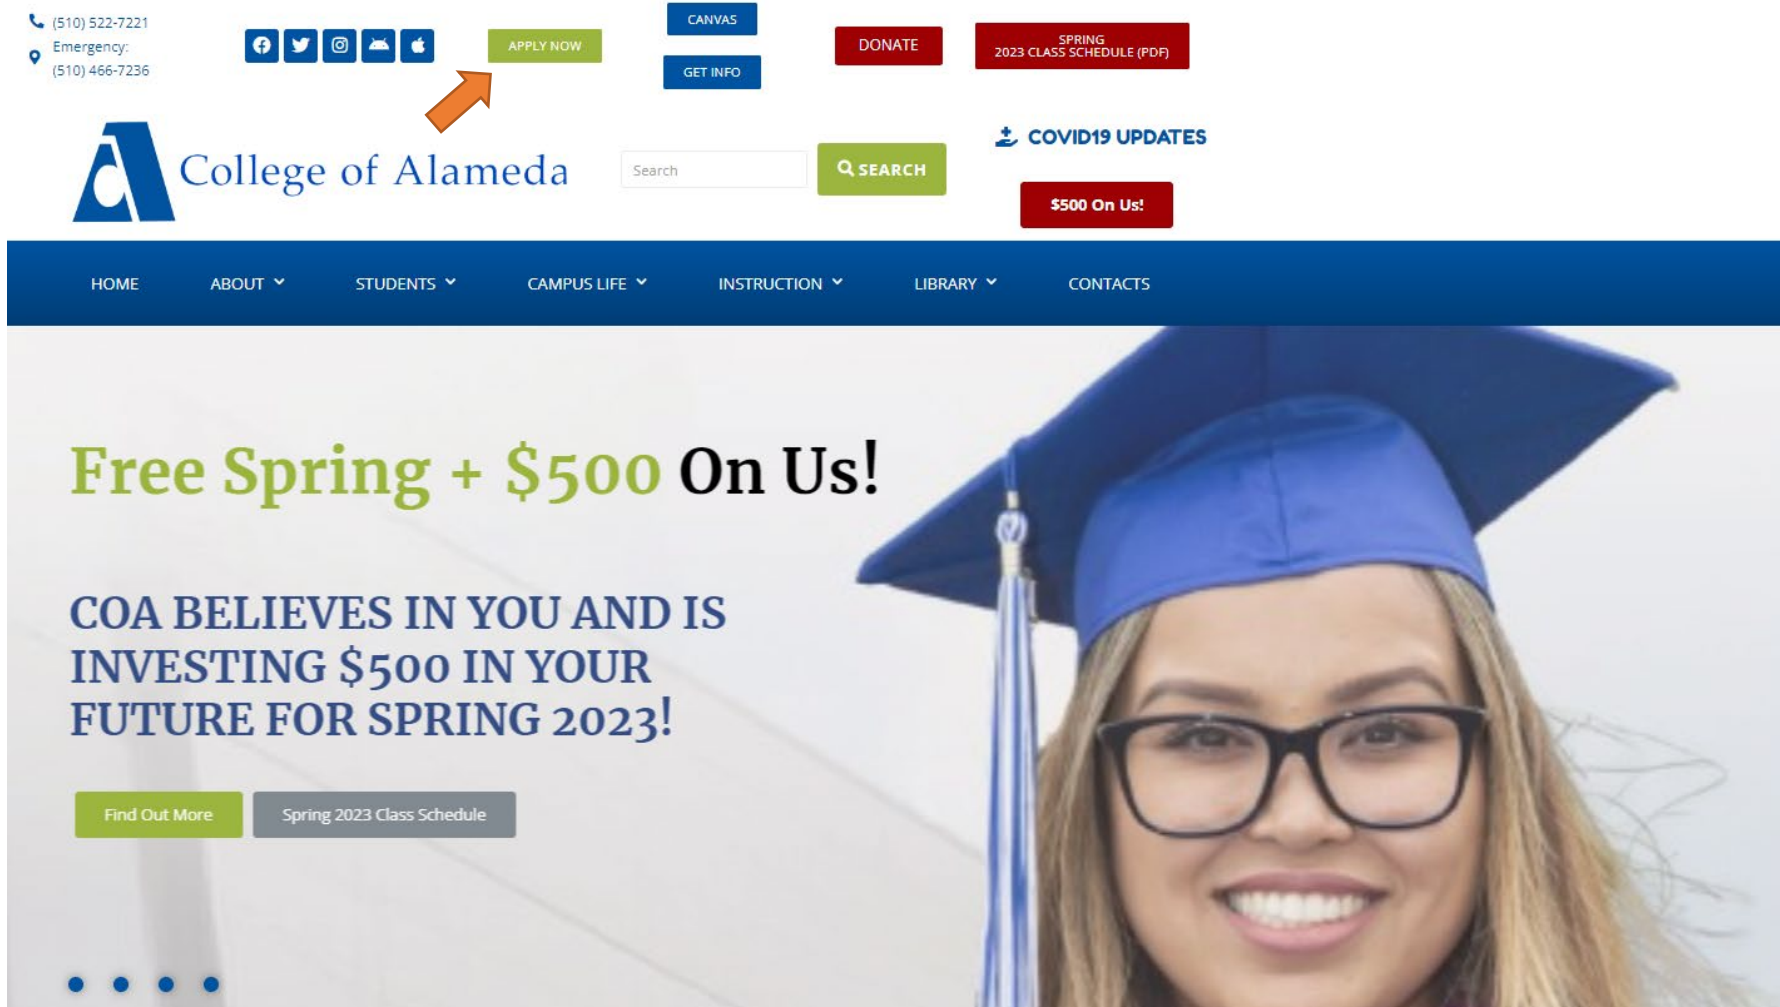 (510) 522-7221
Emergency:
(510) 466-7236
APPLY NOW
CANVAS
GET INFO
DONATE
SPRING
2023 CLASS SCHEDULE (PDF)
College of Alameda
Search
SEARCH
COVID19 UPDATES
$500 On Us!
HOME
ABOUT
STUDENTS
CAMPUS LIFE
INSTRUCTION
LIBRARY
CONTACTS
Free Spring + $500 On Us!
COA BELIEVES IN YOU AND IS
INVESTING $500 IN YOUR
FUTURE FOR SPRING 2023!
Find Out More
Spring 2023 Class Schedule